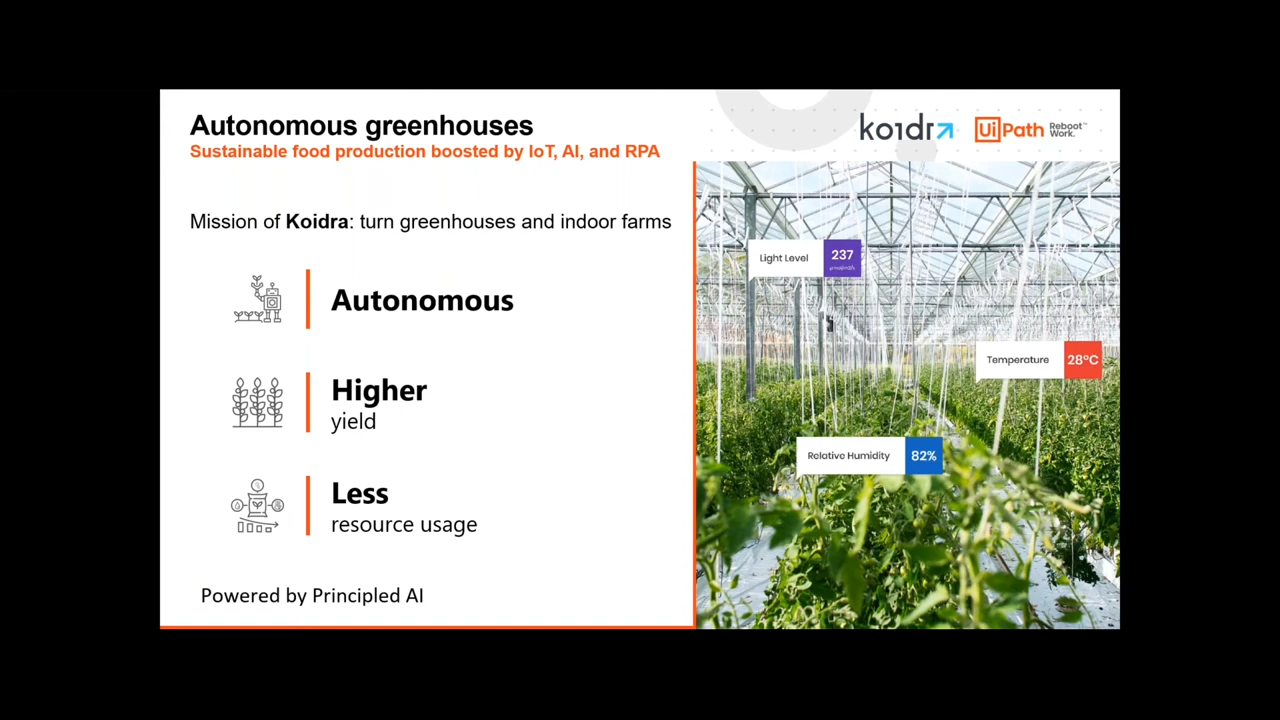 Autonomous greenhouses
Sustainable food production boosted by IoT, AI, and RPA
koidra
UiPath Reboot Work.™
Mission of Koidra: turn greenhouses and indoor farms
Autonomous
Higher
yield
Less
resource usage
Powered by Principled AI
Light Level 237
Temperature 28°C
Relative Humidity 82%